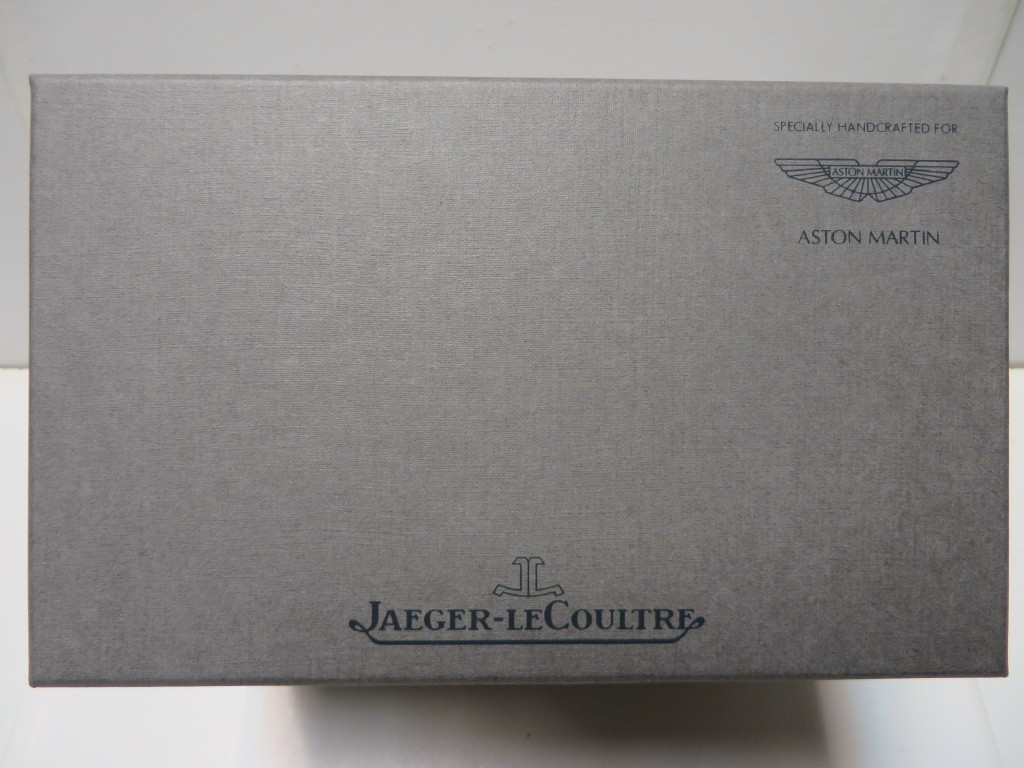 SPECIALLY HANDCRAFTED FOR
ASTON MARTIN
ASTON MARTIN
JAEGER-LECOULTRE